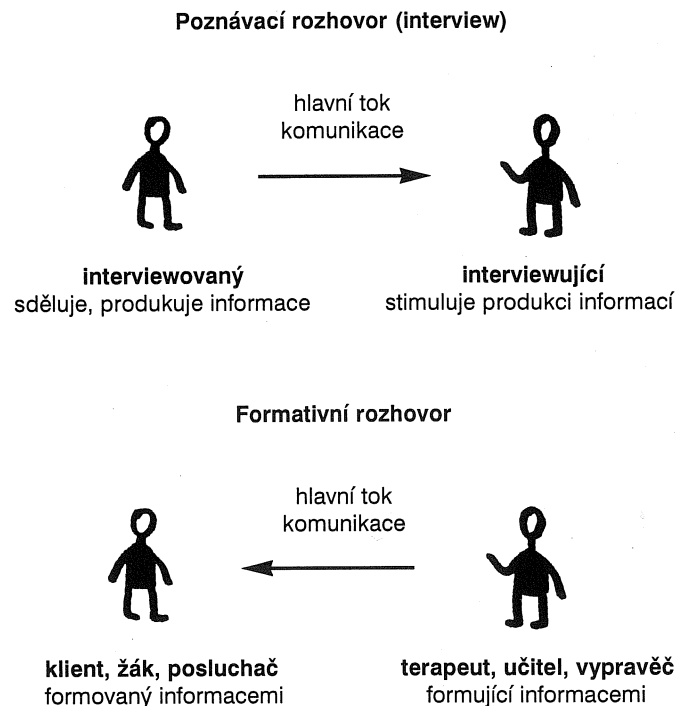 Poznávací rozhovor (interview)
hlavní tok
komunikace
interviewovaný
sděluje, produkuje informace
interviewující
stimuluje produkci informací
Formativní rozhovor
hlavní tok
komunikace
klient, žák, posluchač
formovaný informacemi
terapeut, učitel, vypravěč
formující informacemi